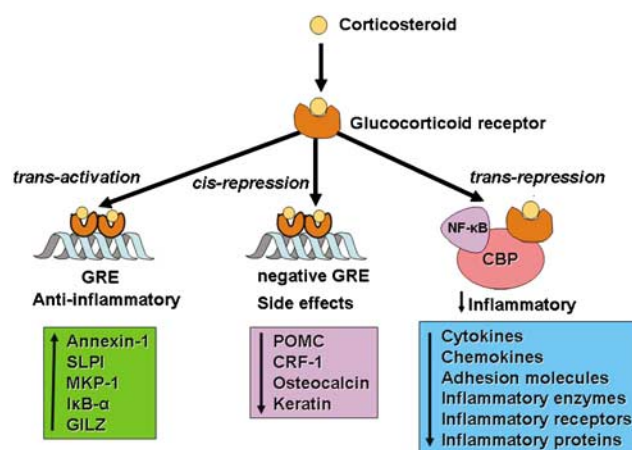 Corticosteroid
Glucocorticoid receptor
trans-activation
cis-repression
trans-repression
NF-κB
CBP
GRE
Anti-inflammatory
negative GRE
Side effects
↓ Inflammatory
Annexin-1
SLPI
MKP-1
IκB-α
GILZ
POMC
CRF-1
Osteocalcin
Keratin
Cytokines
Chemokines
Adhesion molecules
Inflammatory enzymes
Inflammatory receptors
Inflammatory proteins